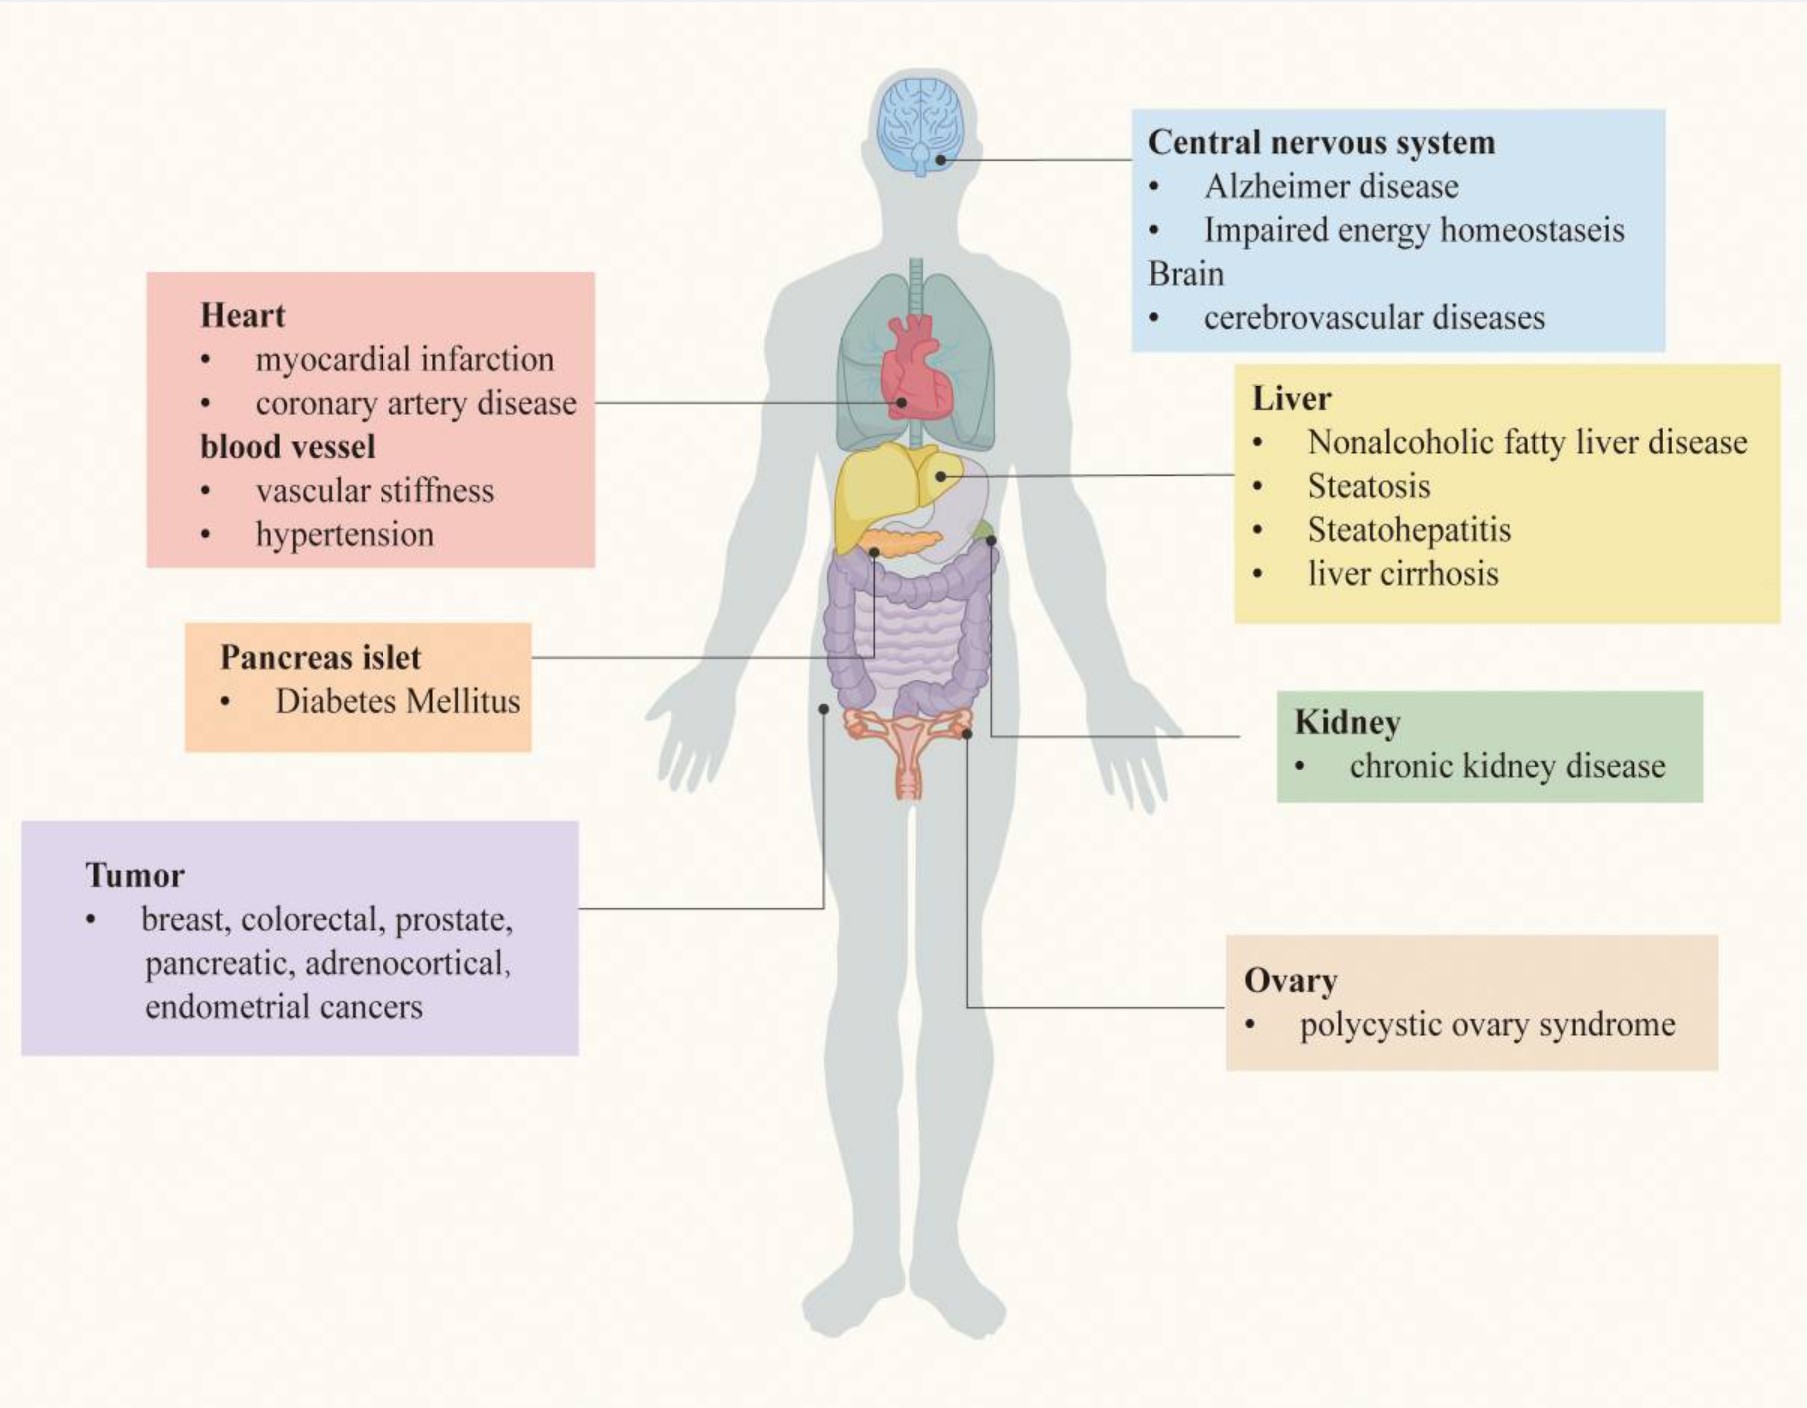 Central nervous system
• Alzheimer disease
• Impaired energy homeostaseis
Brain
• cerebrovascular diseases
Heart
• myocardial infarction
• coronary artery disease
blood vessel
• vascular stiffness
• hypertension
Liver
• Nonalcoholic fatty liver disease
• Steatosis
• Steatohepatitis
• liver cirrhosis
Pancreas islet
• Diabetes Mellitus
Kidney
• chronic kidney disease
Tumor
• breast, colorectal, prostate,
pancreatic, adrenocortical,
endometrial cancers
Ovary
• polycystic ovary syndrome